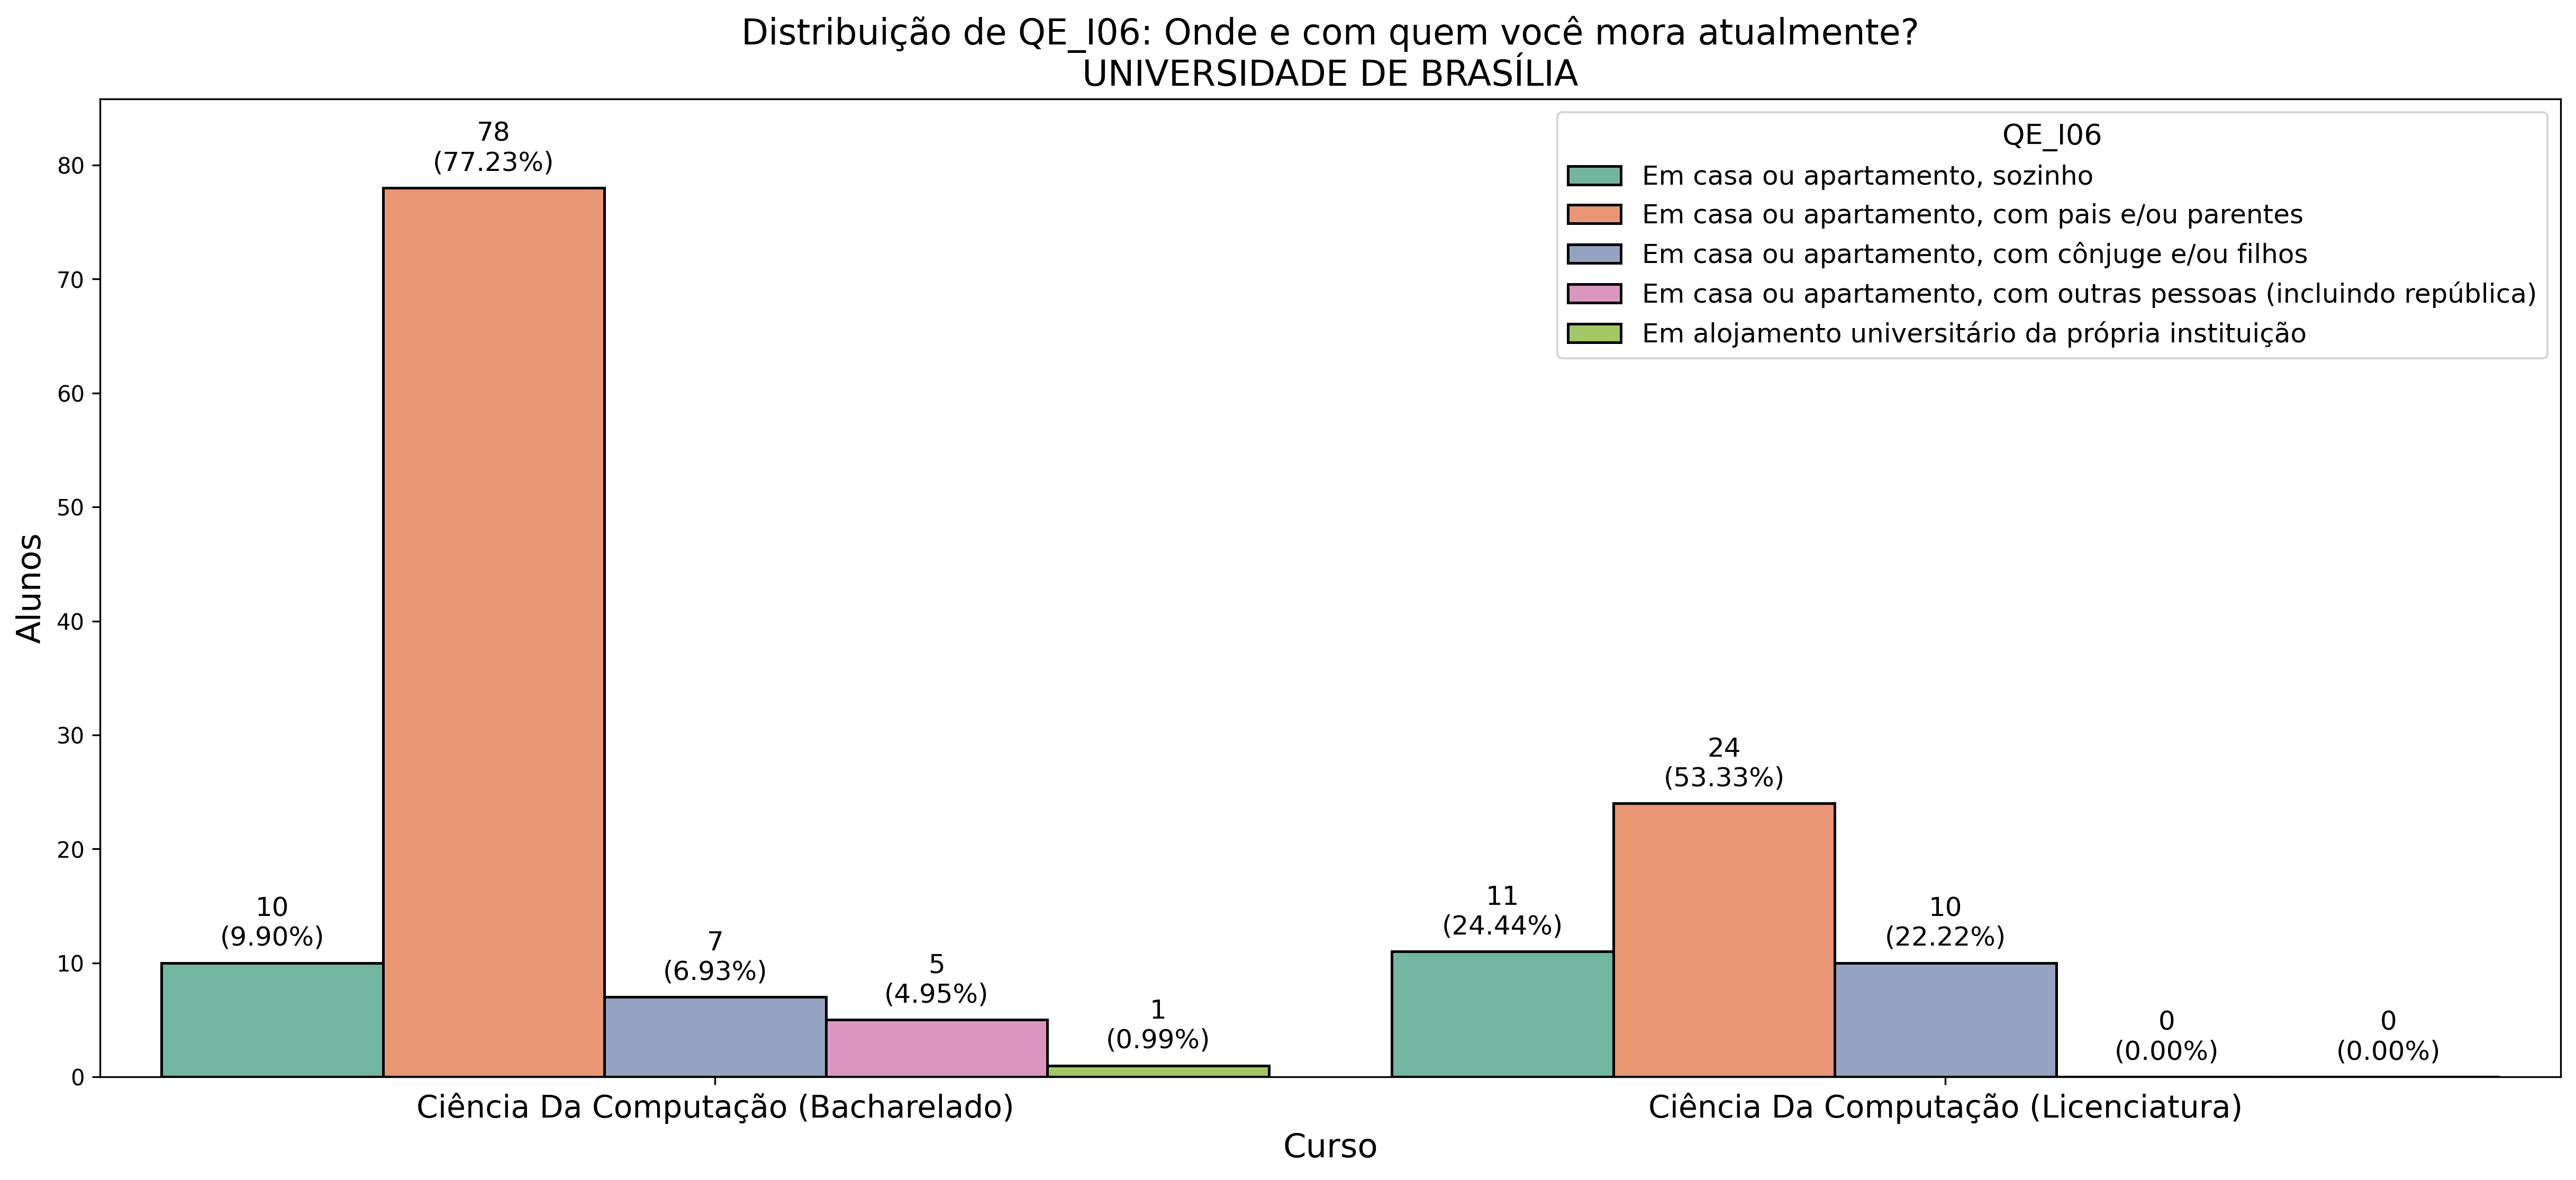 Distribuição de QE_I06: Onde e com quem você mora atualmente?
UNIVERSIDADE DE BRASÍLIA
QE_I06
Em casa ou apartamento, sozinho
Em casa ou apartamento, com pais e/ou parentes
Em casa ou apartamento, com cônjuge e/ou filhos
Em casa ou apartamento, com outras pessoas (incluindo república)
Em alojamento universitário da própria instituição
Alunos
80
70
60
50
40
30
20
10
0
10
(9.90%)
78
(77.23%)
7
(6.93%)
5
(4.95%)
1
(0.99%)
11
(24.44%)
24
(53.33%)
10
(22.22%)
0
(0.00%)
0
(0.00%)
Ciência Da Computação (Bacharelado)
Ciência Da Computação (Licenciatura)
Curso